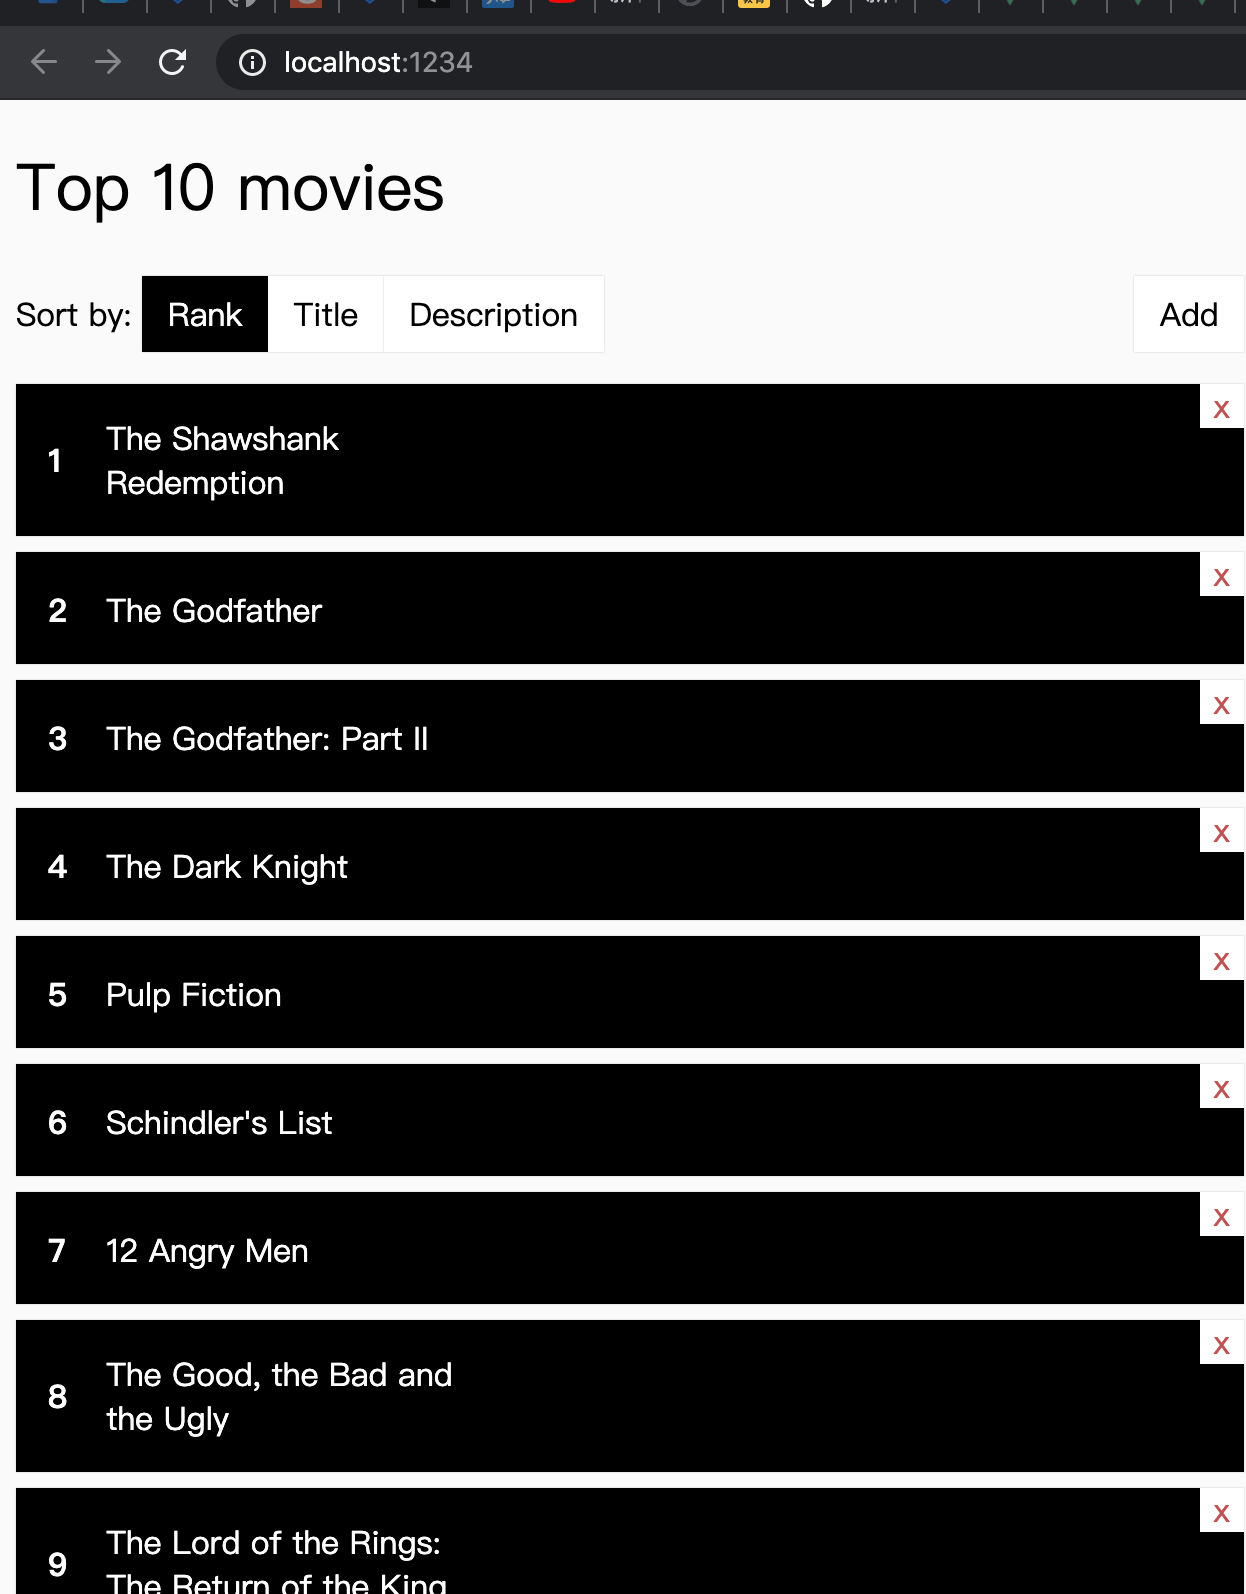 localhost:1234
Top 10 movies
Sort by: Rank Title Description Add
x
1 The Shawshank
Redemption
x
2 The Godfather
x
3 The Godfather: Part II
x
4 The Dark Knight
x
5 Pulp Fiction
x
6 Schindler's List
x
7 12 Angry Men
x
8 The Good, the Bad and
the Ugly
x
9 The Lord of the Rings:
The Return of the King